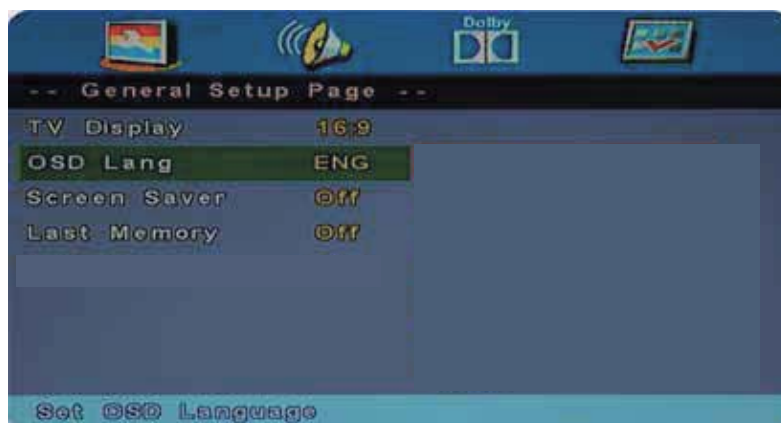 Dolby
-- General Setup Page --
TV Display 16:9
OSD Lang ENG
Screen Saver Off
Last Memory Off
Set OSD Language